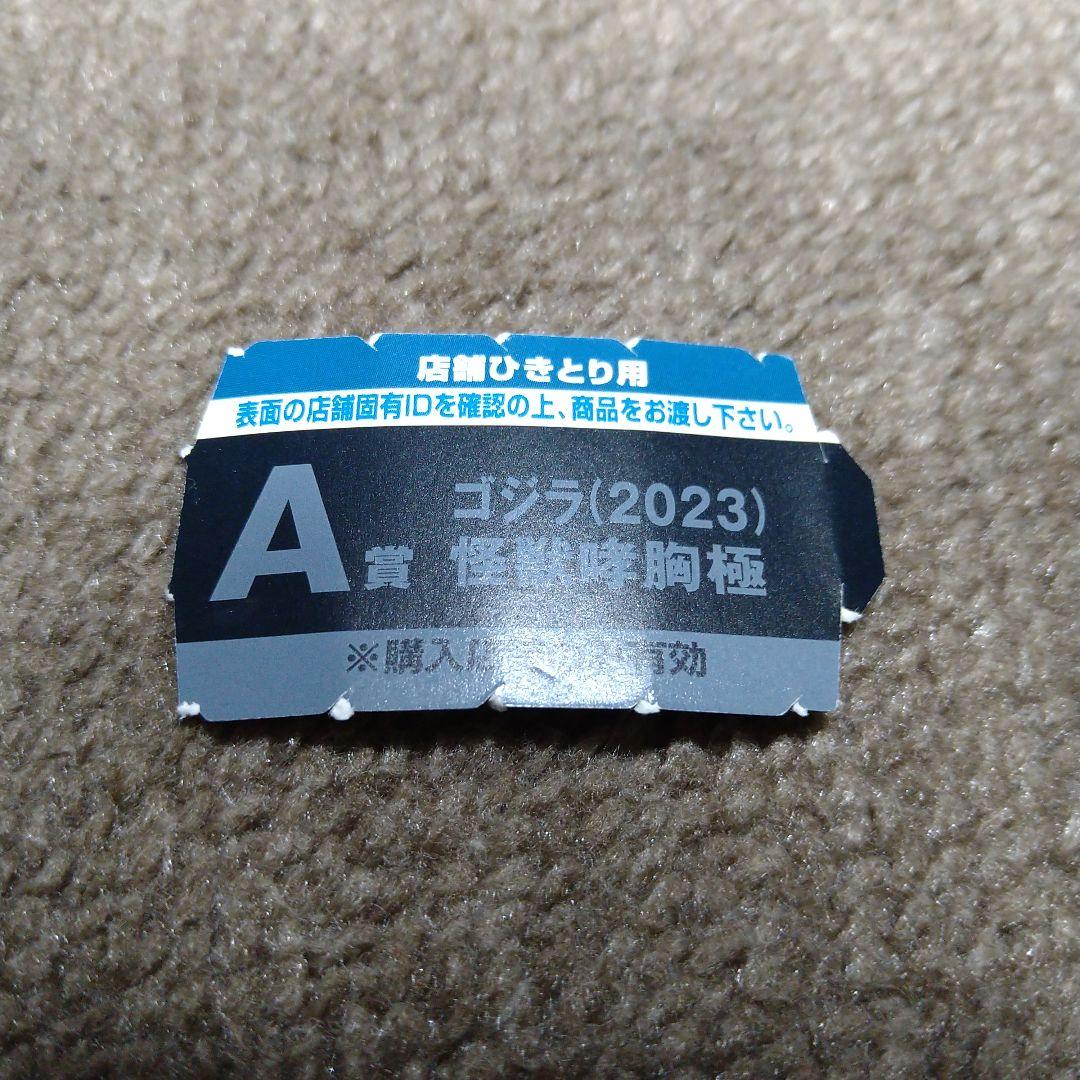 店舗ひきとり用
表面の店舗固有IDを確認の上、商品をお渡し下さい。
A賞
ゴジラ(2023)
怪獣哮胸極
※購入 有効